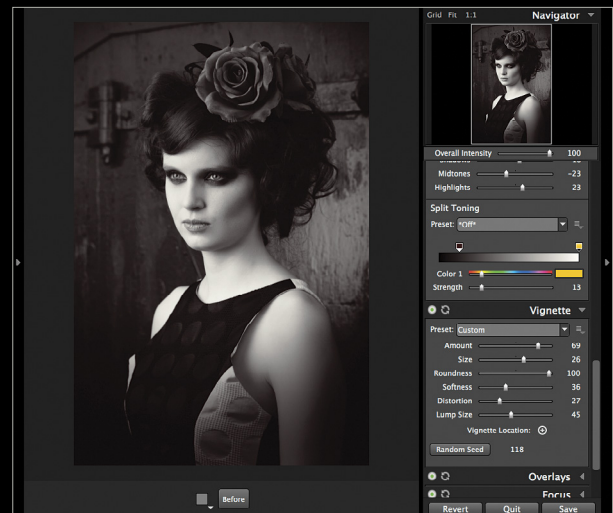 Grid Fit 1:1 Navigator
Overall Intensity 100
Midtones -23
Highlights 23
Split Toning
Preset: *Off*
Color 1
Strength 13
Vignette
Preset: Custom
Amount 69
Size 26
Roundness 100
Softness 36
Distortion 27
Lump Size 45
Vignette Location:
Random Seed 118
Overlays
Focus
Before
Revert Quit Save